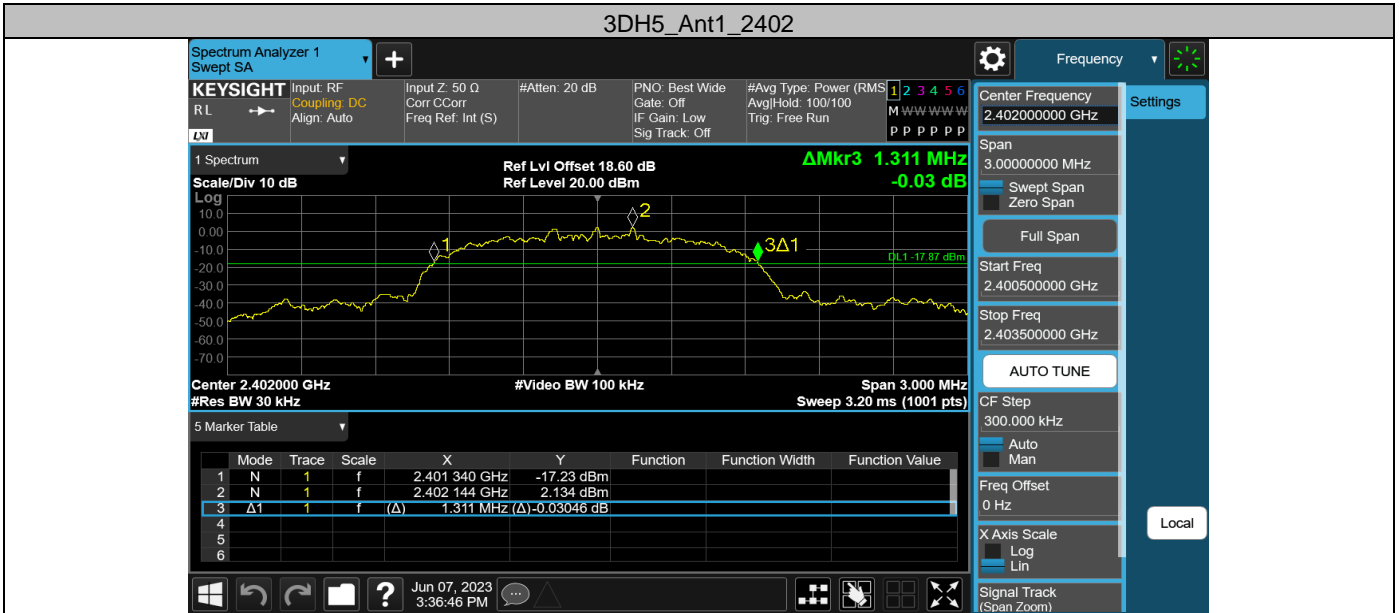 3DH5_Ant1_2402
Spectrum Analyzer 1
Swept SA
+
Frequency
KEYSIGHT
R L
LXI
Input: RF
Coupling: DC
Align: Auto
Input Z: 50 Ω
Corr CCorr
Freq Ref: Int (S)
#Atten: 20 dB
PNO: Best Wide
Gate: Off
IF Gain: Low
Sig Track: Off
#Avg Type: Power (RMS
Avg|Hold: 100/100
Trig: Free Run
1 2 3 4 5 6
M W W W W W
P P P P P P
1 Spectrum
Scale/Div 10 dB
Ref Lvl Offset 18.60 dB
Ref Level 20.00 dBm
ΔMkr3 1.311 MHz
-0.03 dB
Log
10.0
0.00
-10.0
-20.0
-30.0
-40.0
-50.0
-60.0
-70.0
1
2
3Δ1
DL1 -17.87 dBm
Center 2.402000 GHz
#Video BW 100 kHz
Span 3.000 MHz
#Res BW 30 kHz
Sweep 3.20 ms (1001 pts)
5 Marker Table
Mode Trace Scale X Y Function Function Width Function Value
1 N 1 f 2.401 340 GHz -17.23 dBm
2 N 1 f 2.402 144 GHz 2.134 dBm
3 Δ1 1 f (Δ) 1.311 MHz (Δ) -0.03046 dB
4
5
6
?
Jun 07, 2023
3:36:46 PM
Center Frequency
2.402000000 GHz
Span
3.00000000 MHz
Swept Span
Zero Span
Full Span
Start Freq
2.400500000 GHz
Stop Freq
2.403500000 GHz
AUTO TUNE
CF Step
300.000 kHz
Auto
Man
Freq Offset
0 Hz
X Axis Scale
Log
Lin
Signal Track
(Span Zoom)
Settings
Local